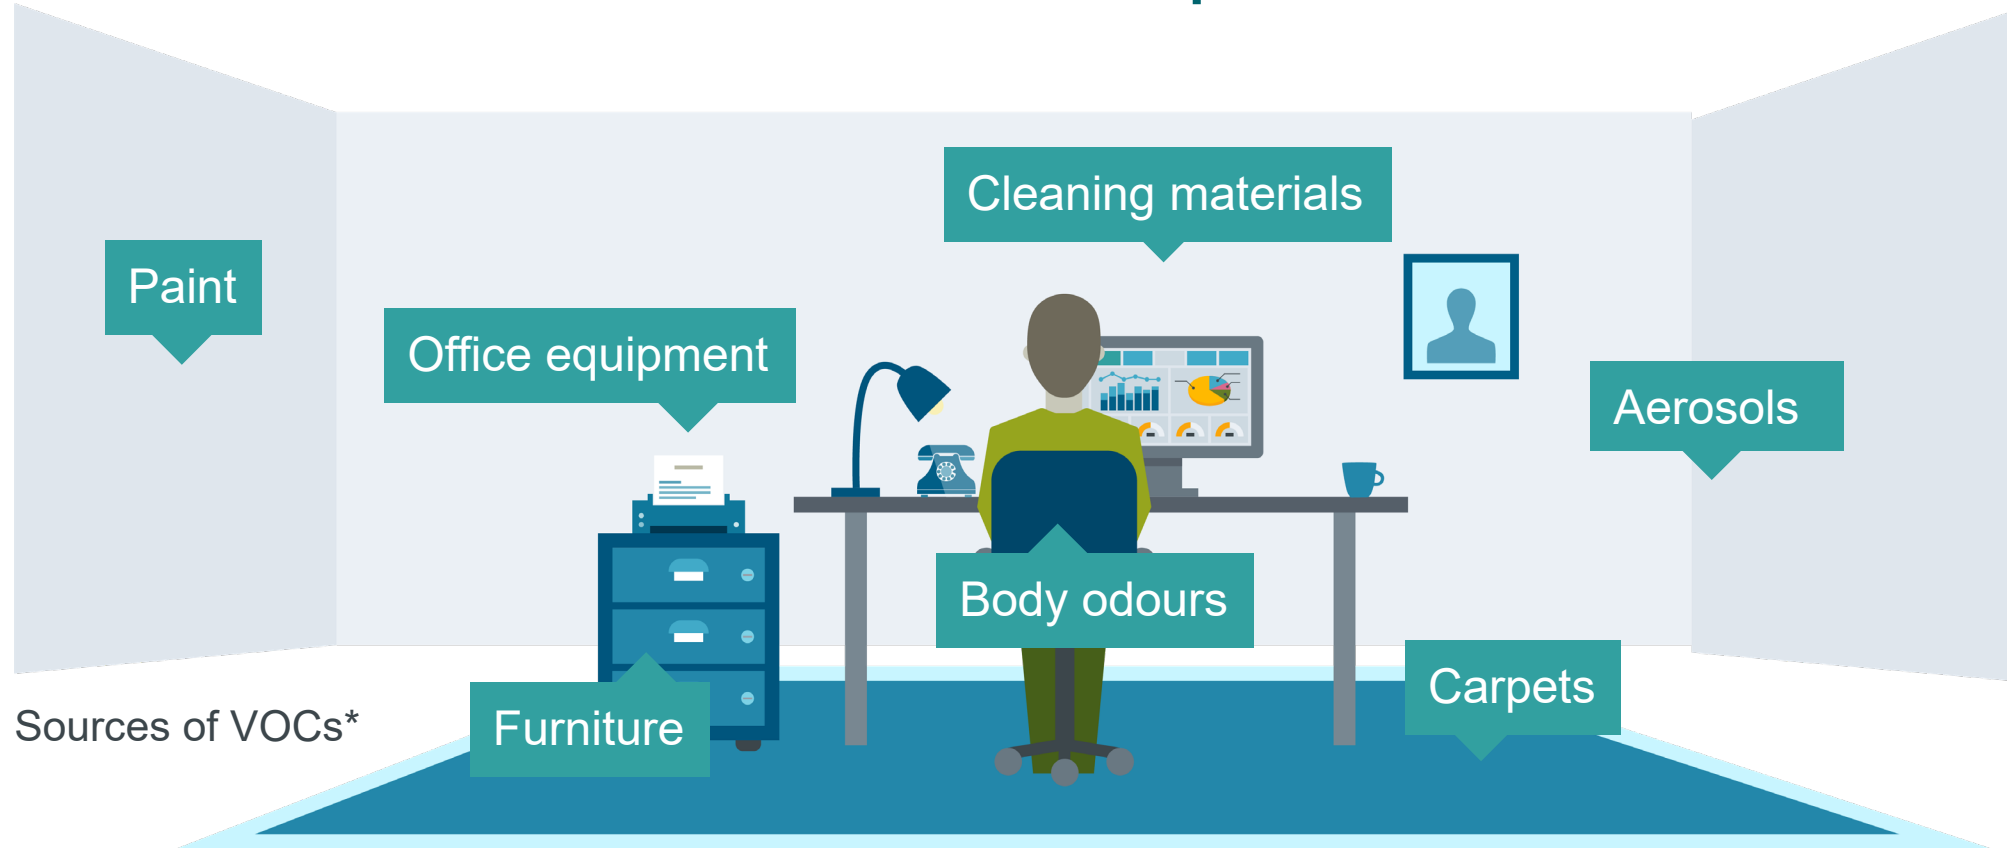 Cleaning materials
Paint
Office equipment
Aerosols
Body odours
Carpets
Furniture
Sources of VOCs*